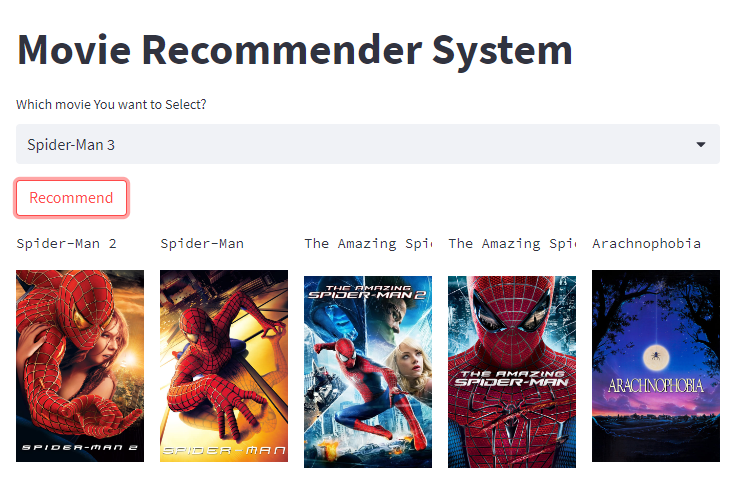 Movie Recommender System
Which movie You want to Select?
Spider-Man 3
Recommend
Spider-Man 2
Spider-Man
The Amazing Spi
The Amazing Spi
Arachnophobia
SPIDER-MAN 2
SPIDER-MAN
THE AMAZING
SPIDER-MAN 2
THE AMAZING
SPIDER-MAN
ARACHNOPHOBIA